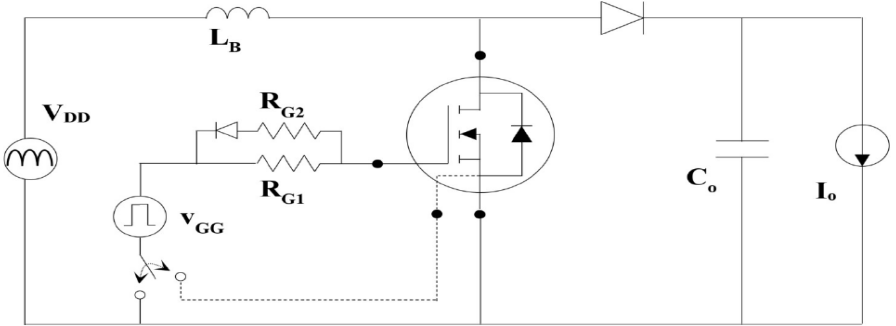 L_B
V_DD
R_G2
R_G1
C_o
I_o
v_GG